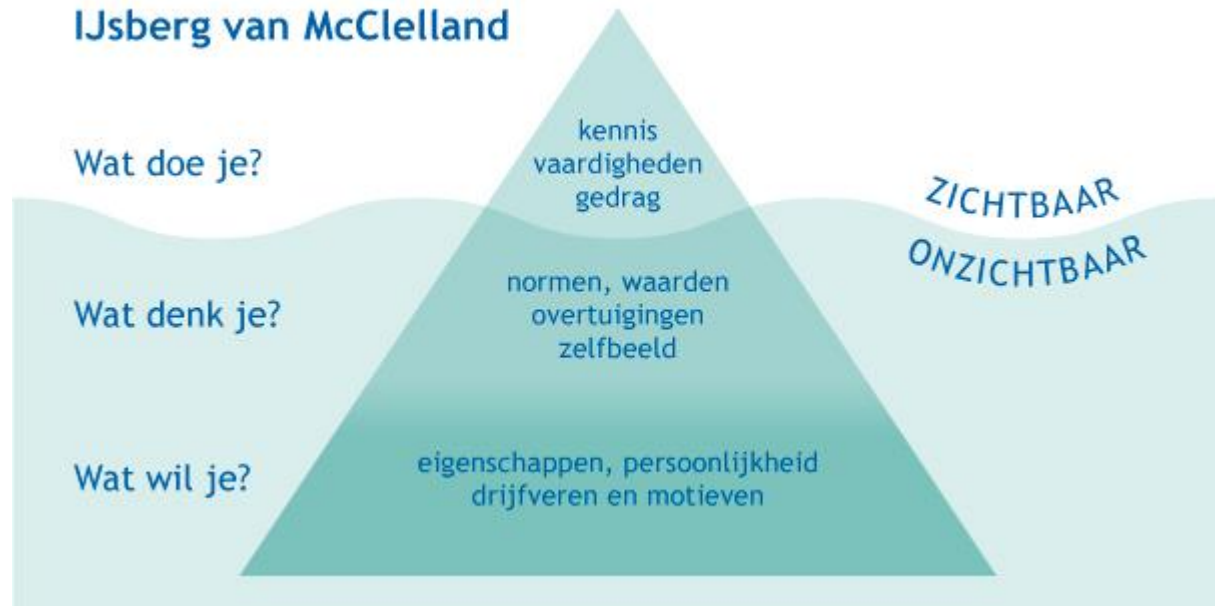 IJsberg van McClelland
Wat doe je?
kennis
vaardigheden
gedrag
ZICHTBAAR
ONZICHTBAAR
Wat denk je?
normen, waarden
overtuigingen
zelfbeeld
Wat wil je?
eigenschappen, persoonlijkheid
drijfveren en motieven